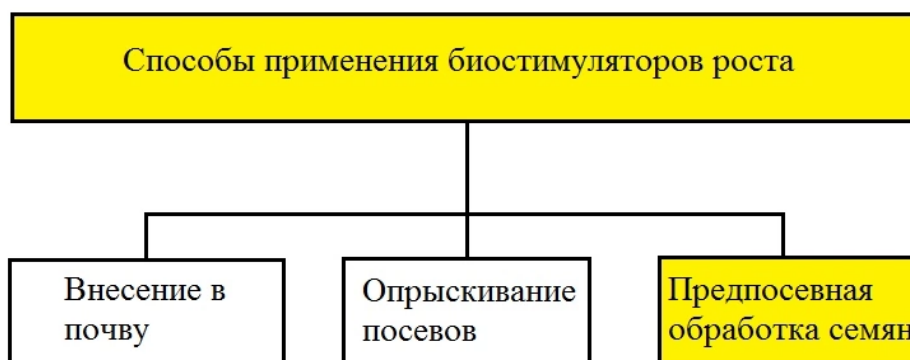 Способы применения биостимуляторов роста
Внесение в
почву
Опрыскивание
посевов
Предпосевная
обработка семян